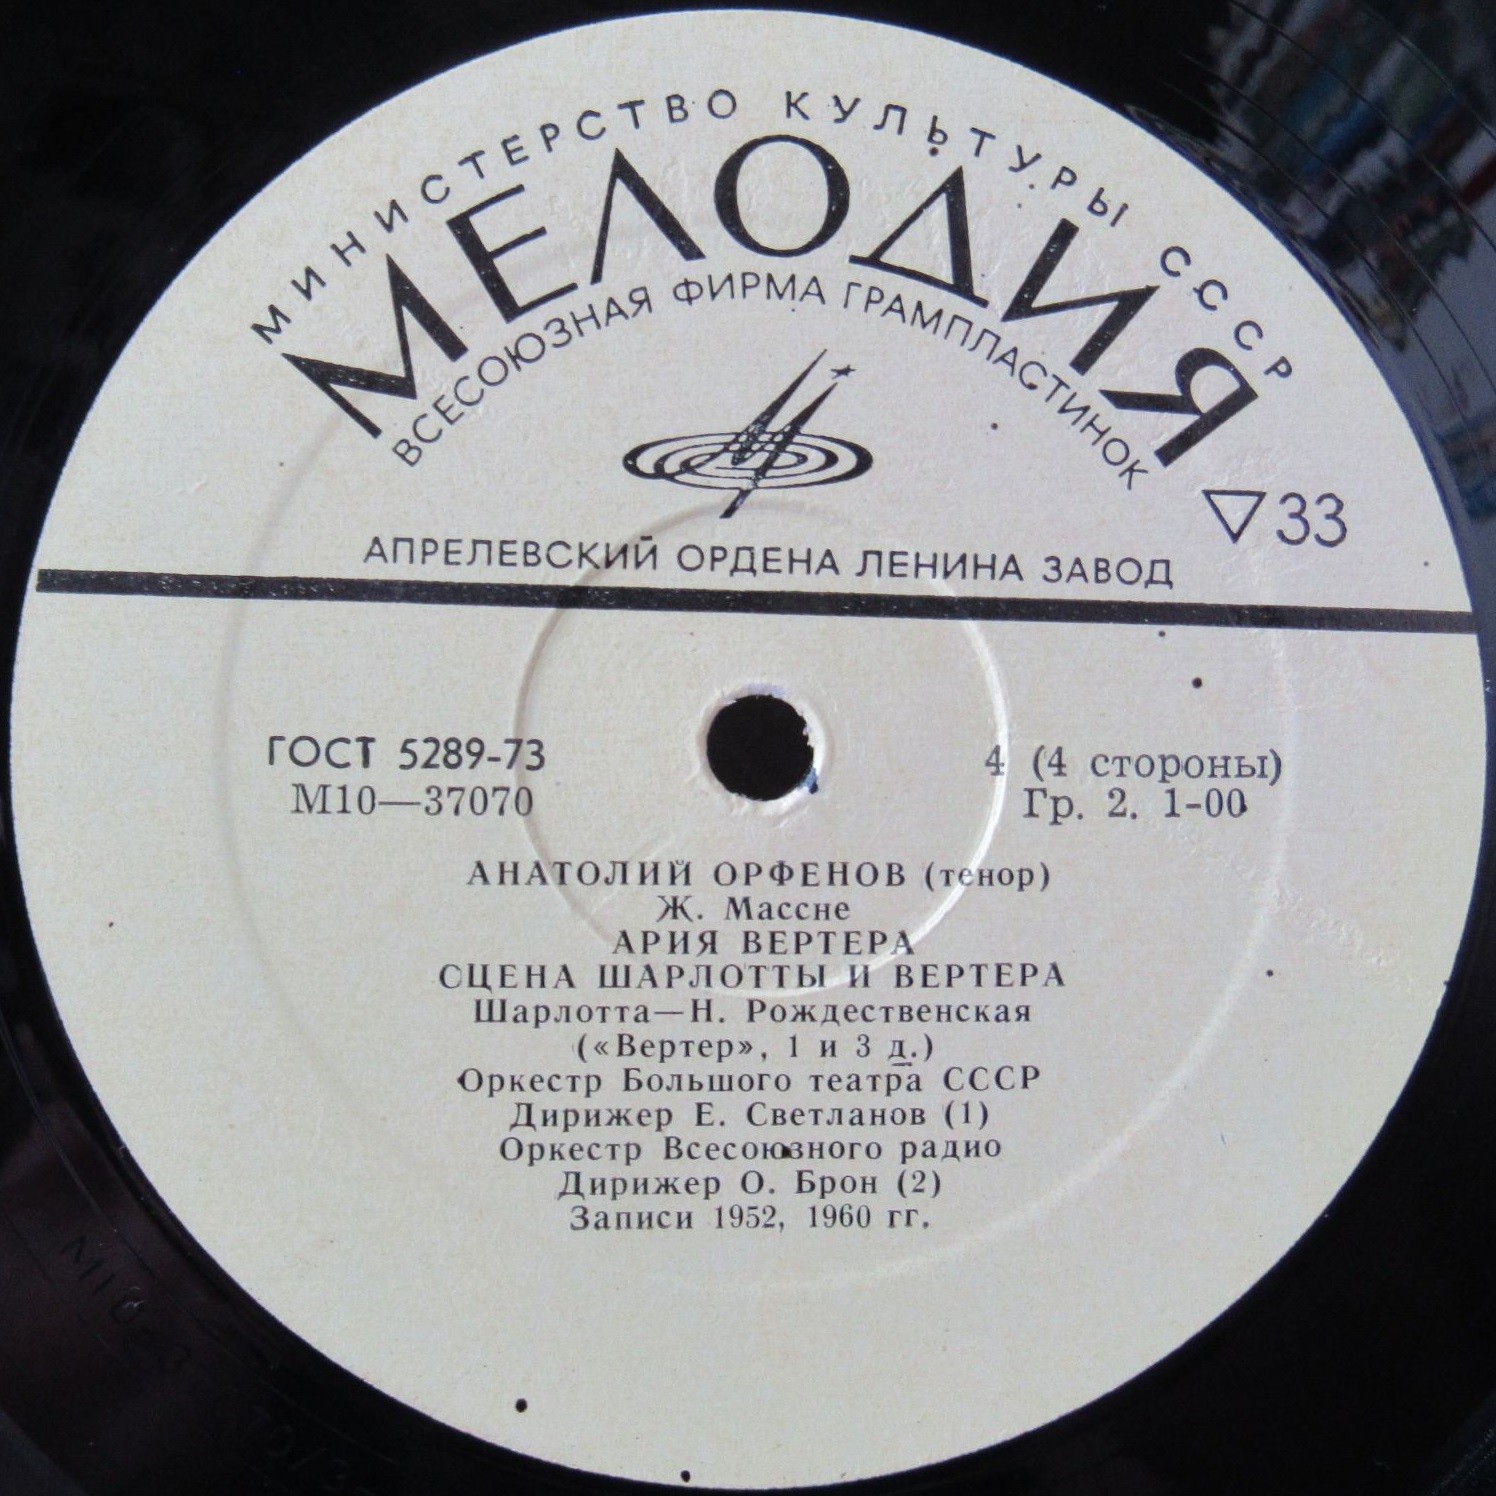 МИНИСТЕРСТВО КУЛЬТУРЫ СССР
МЕЛОДИЯ
ВСЕСОЮЗНАЯ ФИРМА ГРАМПЛАСТИНОК
33
АПРЕЛЕВСКИЙ ОРДЕНА ЛЕНИНА ЗАВОД
ГОСТ 5289-73
М10—37070
4 (4 стороны)
Гр. 2. 1-00
АНАТОЛИЙ ОРФЕНОВ (тенор)
Ж. Массне
АРИЯ ВЕРТЕРА
СЦЕНА ШАРЛОТТЫ И ВЕРТЕРА
Шарлотта—Н. Рождественская
(«Вертер», 1 и 3 д.)
Оркестр Большого театра СССР
Дирижер Е. Светланов (1)
Оркестр Всесоюзного радио
Дирижер О. Брон (2)
Записи 1952, 1960 гг.